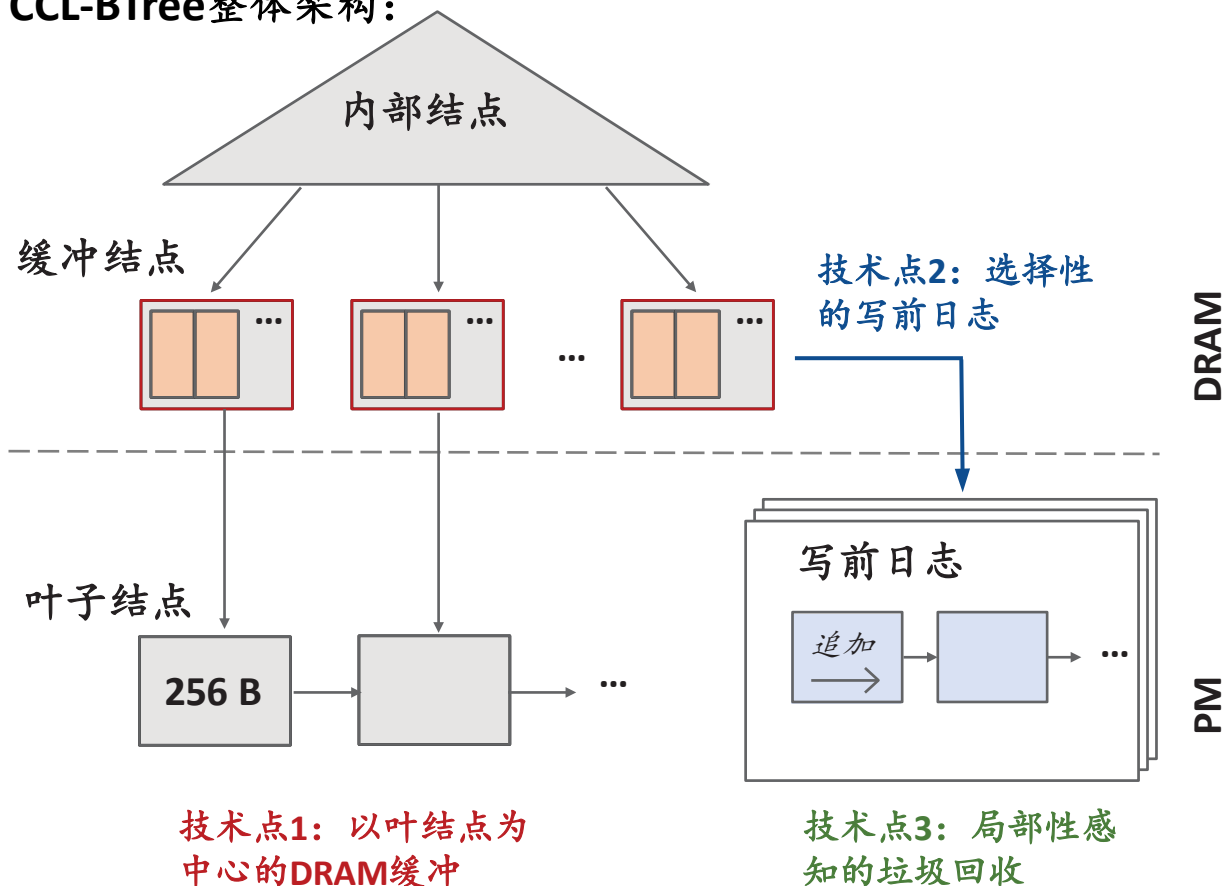 CCL-BTree整体架构：
内部结点
缓冲结点
技术点2：选择性
的写前日志
...
...
...
...
DRAM
写前日志
叶子结点
追加
...
256 B
...
PM
技术点1：以叶结点为
中心的DRAM缓冲
技术点3：局部性感
知的垃圾回收